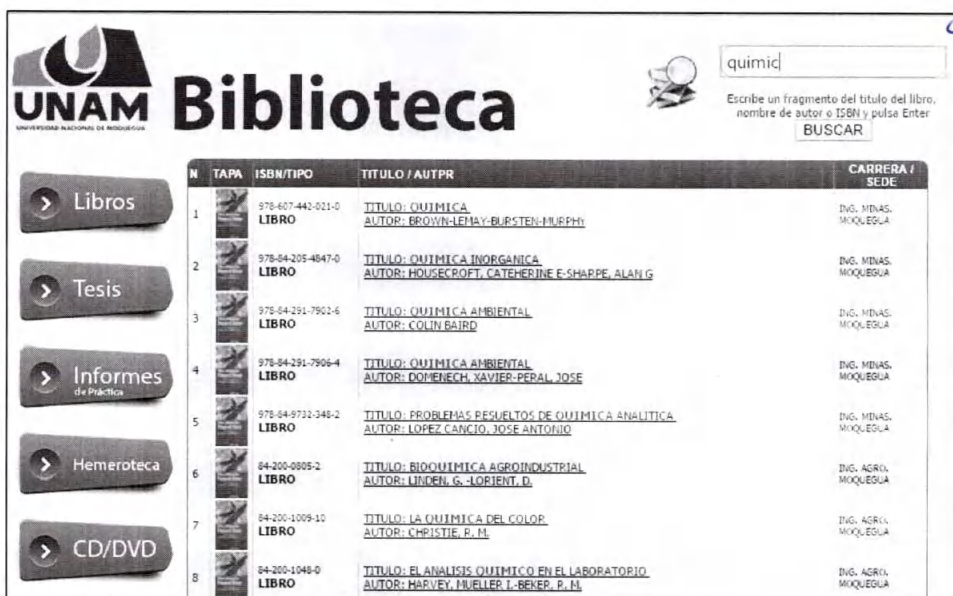 UNAM
UNIVERSIDAD NACIONAL DE MOQUEGUA
Biblioteca
quimic
Escribe un fragmento del titulo del libro,
nombre de autor o ISBN y pulsa Enter
BUSCAR
Libros
Tesis
Informes
de Práctica
Hemeroteca
CD/DVD
N TAPA ISBN/TIPO TITULO / AUTPR CARRERA / SEDE
1 978-607-442-021-0 LIBRO
TITULO: QUIMICA
AUTOR: BROWN-LEMAY-BURSTEN-MURPHY
ING. MINAS.
MOQUEGUA
2 978-84-205-4847-0 LIBRO
TITULO: QUIMICA INORGANICA
AUTOR: HOUSECROFT, CATEHERINE E-SHARPE, ALAN G
ING. MINAS.
MOQUEGUA
3 978-84-291-7902-6 LIBRO
TITULO: QUIMICA AMBIENTAL
AUTOR: COLIN BAIRD
ING. MINAS.
MOQUEGUA
4 978-84-291-7906-4 LIBRO
TITULO: QUIMICA AMBIENTAL
AUTOR: DOMENECH, XAVIER-PERAL, JOSE
ING. MINAS.
MOQUEGUA
5 978-84-9732-348-2 LIBRO
TITULO: PROBLEMAS RESUELTOS DE QUIMICA ANALITICA
AUTOR: LOPEZ CANCIO, JOSE ANTONIO
ING. MINAS.
MOQUEGUA
6 84-200-0805-2 LIBRO
TITULO: BIOQUIMICA AGROINDUSTRIAL
AUTOR: LINDEN, G. -LORIENT, D.
ING. AGRO.
MOQUEGUA
7 84-200-1009-10 LIBRO
TITULO: LA QUIMICA DEL COLOR
AUTOR: CHRISTIE, R. M.
ING. AGRO.
MOQUEGUA
8 84-200-1048-0 LIBRO
TITULO: EL ANALISIS QUIMICO EN EL LABORATORIO
AUTOR: HARVEY, MUELLER I.-BEKER, R. M.
ING. AGRO.
MOQUEGUA